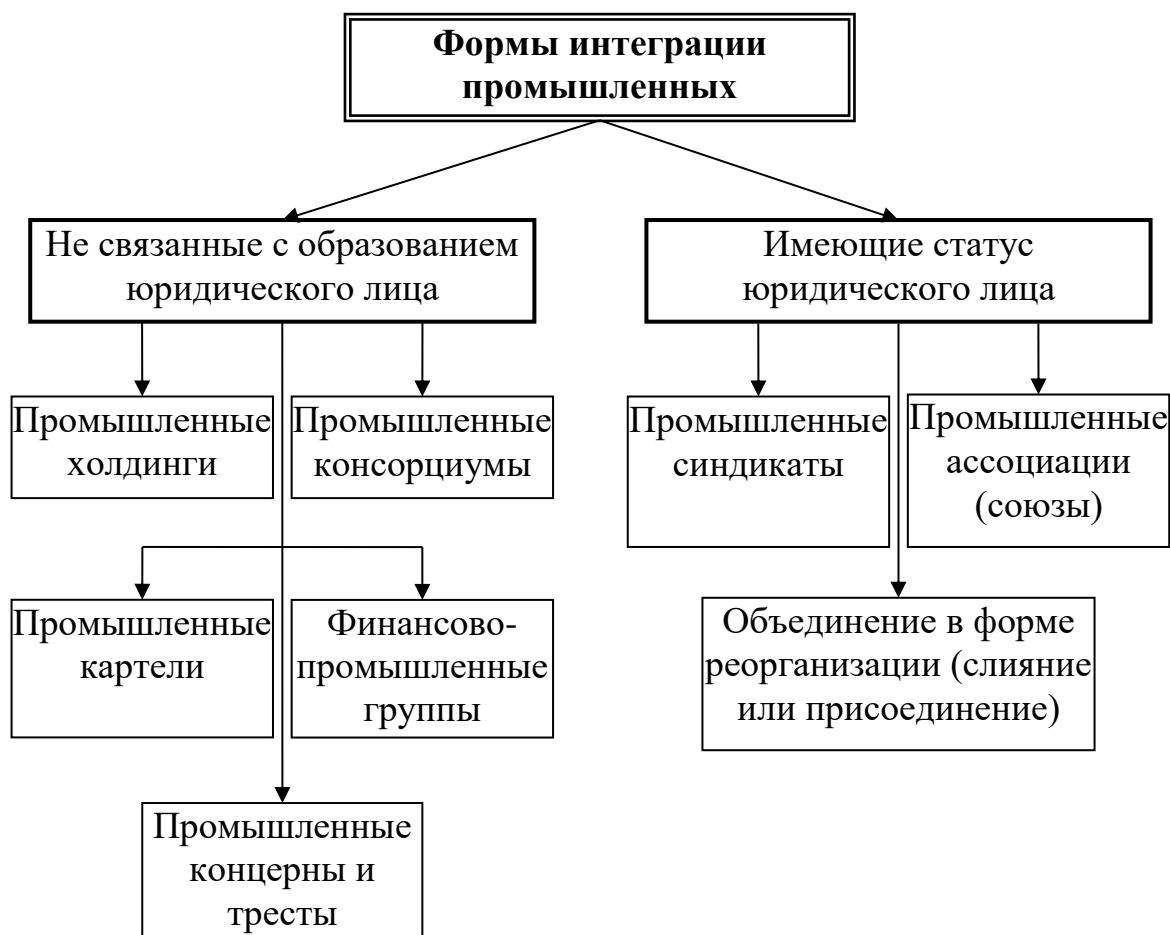 Формы интеграции
промышленных
Не связанные с образованием
юридического лица
Имеющие статус
юридического лица
Промышленные
холдинги
Промышленные
консорциумы
Промышленные
синдикаты
Промышленные
ассоциации
(союзы)
Промышленные
картели
Финансово-
промышленные
группы
Объединение в форме
реорганизации (слияние
или присоединение)
Промышленные
концерны и
тресты